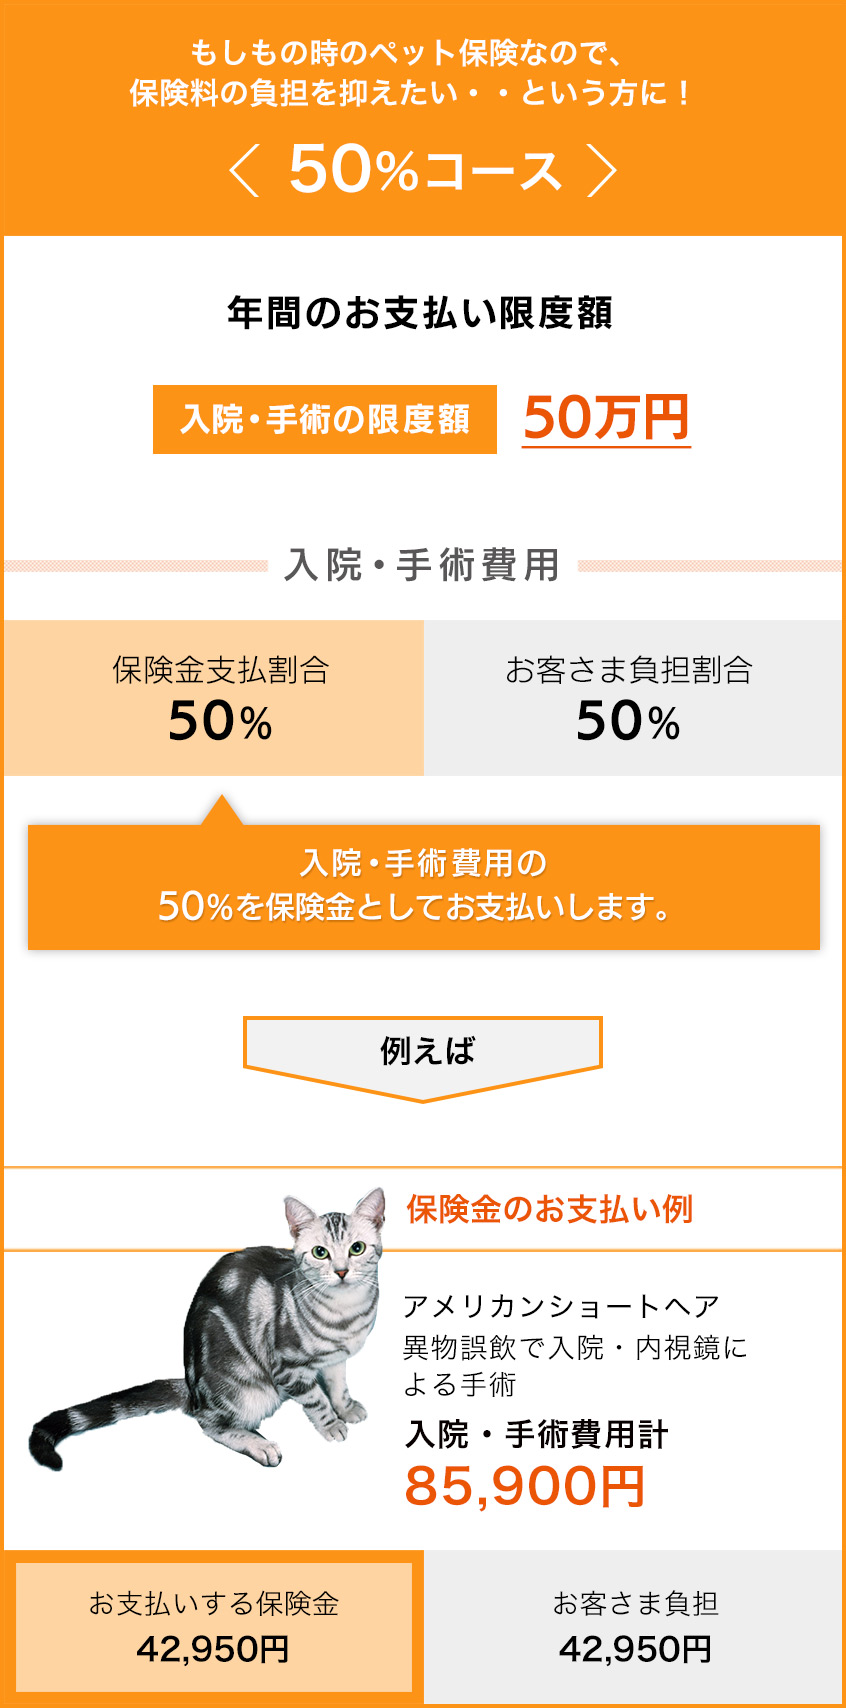 もしもの時のペット保険なので、
保険料の負担を抑えたい・・という方に！
50%コース
年間のお支払い限度額
入院・手術の限度額 50万円
入院・手術費用
保険金支払割合 お客さま負担割合
50% 50%
入院・手術費用の
50%を保険金としてお支払いします。
例えば
保険金のお支払い例
アメリカンショートヘア
異物誤飲で入院・内視鏡に
よる手術
入院・手術費用計
85,900円
お支払いする保険金 お客さま負担
42,950円 42,950円